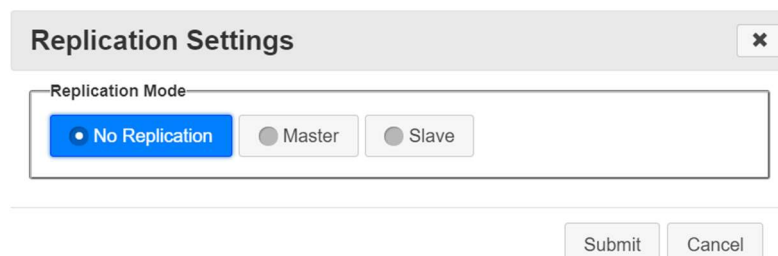 Replication Settings
Replication Mode
No Replication Master Slave
Submit Cancel